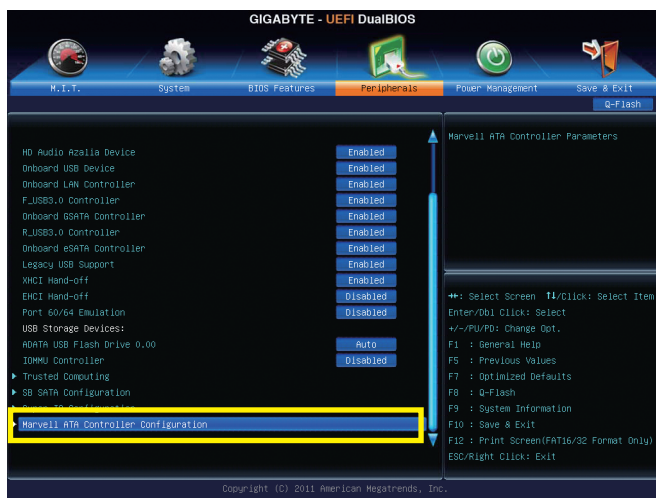 GIGABYTE - UEFI DualBIOS
M.I.T. System BIOS Features Peripherals Power Management Save & Exit
Q-Flash
HD Audio Azalia Device Enabled
Onboard USB Device Enabled
Onboard LAN Controller Enabled
F_USB3.0 Controller Enabled
Onboard GSATA Controller Enabled
R_USB3.0 Controller Enabled
Onboard eSATA Controller Enabled
Legacy USB Support Enabled
XHCI Hand-off Enabled
EHCI Hand-off Disabled
Port 60/64 Emulation Disabled
USB Storage Devices:
ADATA USB Flash Drive 0.00 Auto
IOMMU Controller Disabled
Trusted Computing
SB SATA Configuration
Configuration
Marvell ATA Controller Configuration
Marvell ATA Controller Parameters
↔: Select Screen ↑↓/Click: Select Item
Enter/Dbl Click: Select
+/-/PU/PD: Change Opt.
F1 : General Help
F5 : Previous Values
F7 : Optimized Defaults
F8 : Q-Flash
F9 : System Information
F10 : Save & Exit
F12 : Print Screen(FAT16/32 Format Only)
ESC/Right Click: Exit
Copyright (C) 2011 American Megatrends, Inc.